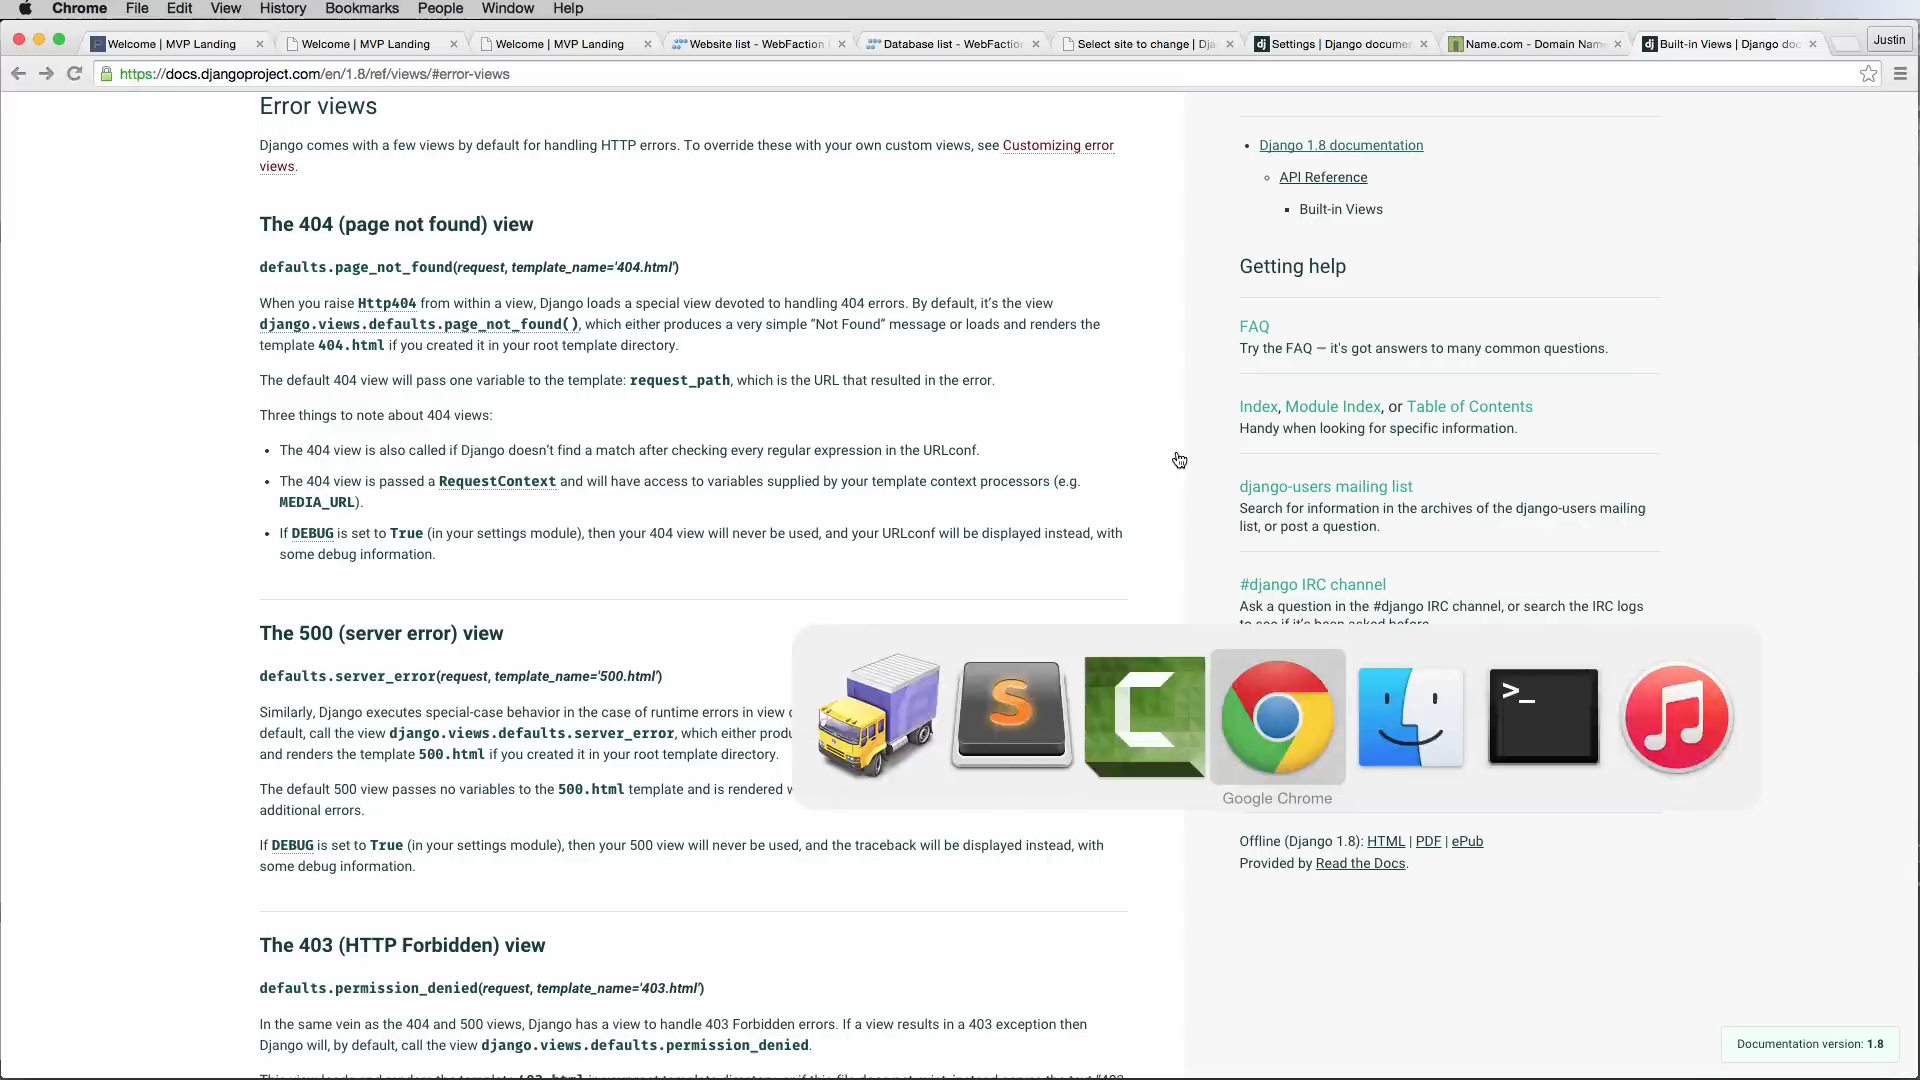 Chrome File Edit View History Bookmarks People Window Help
Welcome | MVP Landing
Welcome | MVP Landing
Welcome | MVP Landing
Website list - WebFaction
Database list - WebFaction
Select site to change | Dja
Settings | Django documen
Name.com - Domain Name
Built-in Views | Django doc
Justin
https://docs.djangoproject.com/en/1.8/ref/views/#error-views
Error views
Django comes with a few views by default for handling HTTP errors. To override these with your own custom views, see Customizing error
views.
The 404 (page not found) view
defaults.page_not_found(request, template_name='404.html')
When you raise Http404 from within a view, Django loads a special view devoted to handling 404 errors. By default, it’s the view
django.views.defaults.page_not_found(), which either produces a very simple “Not Found” message or loads and renders the
template 404.html if you created it in your root template directory.
The default 404 view will pass one variable to the template: request_path, which is the URL that resulted in the error.
Three things to note about 404 views:
• The 404 view is also called if Django doesn’t find a match after checking every regular expression in the URLconf.
• The 404 view is passed a RequestContext and will have access to variables supplied by your template context processors (e.g.
MEDIA_URL).
• If DEBUG is set to True (in your settings module), then your 404 view will never be used, and your URLconf will be displayed instead, with
some debug information.
The 500 (server error) view
defaults.server_error(request, template_name='500.html')
Similarly, Django executes special-case behavior in the case of runtime errors in view
default, call the view django.views.defaults.server_error, which either
and renders the template 500.html if you created it in your root template directory.
The default 500 view passes no variables to the 500.html template and is rendered
additional errors.
If DEBUG is set to True (in your settings module), then your 500 view will never be used, and the traceback will be displayed instead, with
some debug information.
The 403 (HTTP Forbidden) view
defaults.permission_denied(request, template_name='403.html')
In the same vein as the 404 and 500 views, Django has a view to handle 403 Forbidden errors. If a view results in a 403 exception then
Django will, by default, call the view django.views.defaults.permission_denied.
• Django 1.8 documentation
◦ API Reference
▪ Built-in Views
Getting help
FAQ
Try the FAQ — it's got answers to many common questions.
Index, Module Index, or Table of Contents
Handy when looking for specific information.
django-users mailing list
Search for information in the archives of the django-users mailing
list, or post a question.
#django IRC channel
Ask a question in the #django IRC channel, or search the IRC logs
to see if it's been asked before.
Google Chrome
Offline (Django 1.8): HTML | PDF | ePub
Provided by Read the Docs.
Documentation version: 1.8